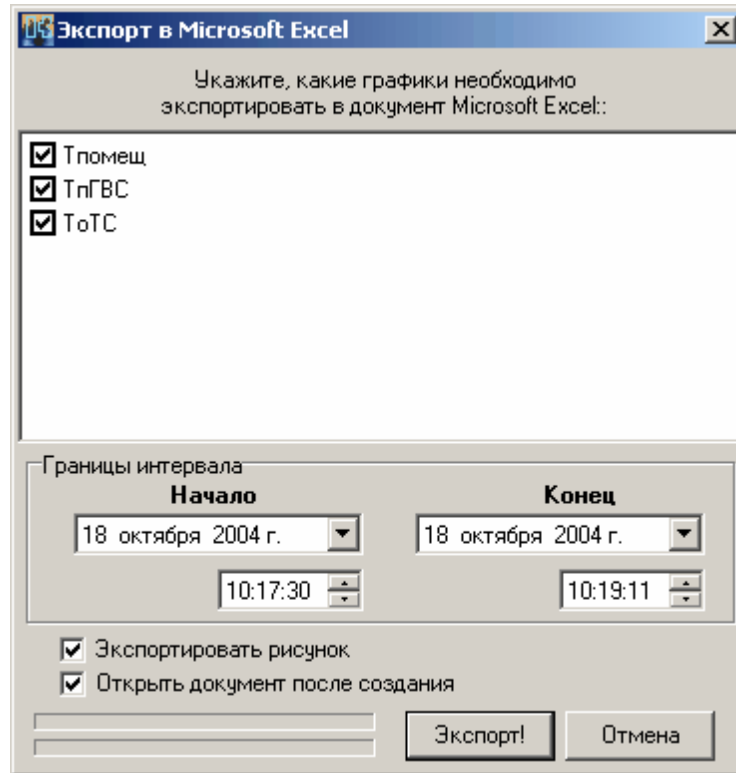 Экспорт в Microsoft Excel
Укажите, какие графики необходимо
экспортировать в документ Microsoft Excel::
Тпомещ
ТпГВС
ТоТС
Границы интервала
Начало Конец
18 октября 2004 г. 18 октября 2004 г.
10:17:30 10:19:11
Экспортировать рисунок
Открыть документ после создания
Экспорт! Отмена